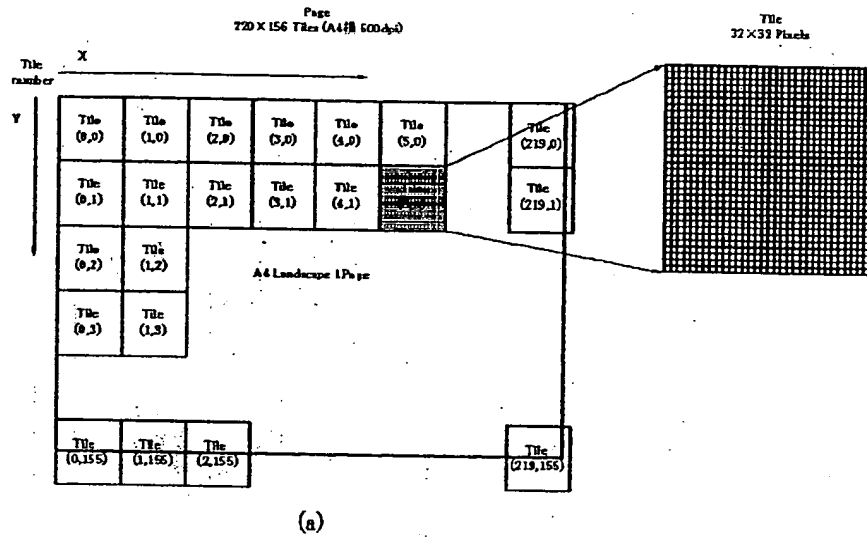 Page
220×156 Tiles (A4横 600dpi)
Tile
32×32 Pixels
Tile
number
X
Y
Tile
(0,0)
Tile
(1,0)
Tile
(2,0)
Tile
(3,0)
Tile
(4,0)
Tile
(5,0)
Tile
(219,0)
Tile
(0,1)
Tile
(1,1)
Tile
(2,1)
Tile
(3,1)
Tile
(4,1)
Tile
(219,1)
Tile
(0,2)
Tile
(1,2)
A4 Landscape 1Page
Tile
(0,3)
Tile
(1,3)
Tile
(0,155)
Tile
(1,155)
Tile
(2,155)
Tile
(219,155)
(a)